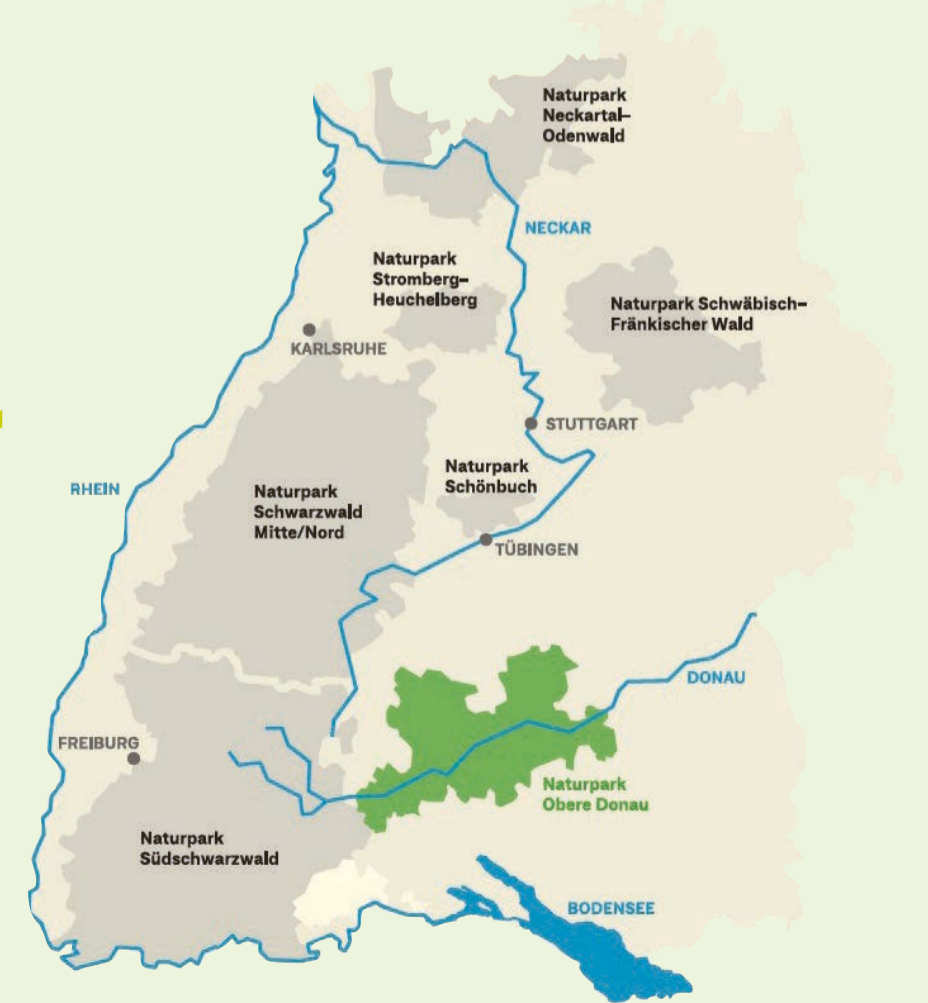 Naturpark
Neckartal–
Odenwald
NECKAR
Naturpark
Stromberg–
Heuchelberg
Naturpark Schwäbisch–
Fränkischer Wald
KARLSRUHE
STUTTGART
Naturpark
Schönbuch
RHEIN
Naturpark
Schwarzwald
Mitte/Nord
TÜBINGEN
DONAU
FREIBURG
Naturpark
Obere Donau
Naturpark
Südschwarzwald
BODENSEE